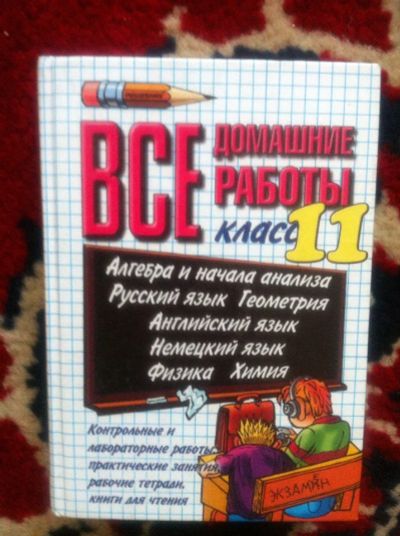 ВСЕ ДОМАШНИЕ
РАБОТЫ
класс 11
Алгебра и начала анализа
Русский язык Геометрия
Английский язык
Немецкий язык
Физика Химия
Контрольные и
лабораторные работы,
практические занятия,
рабочие тетради,
книги для чтения
ЭКЗАМЕН